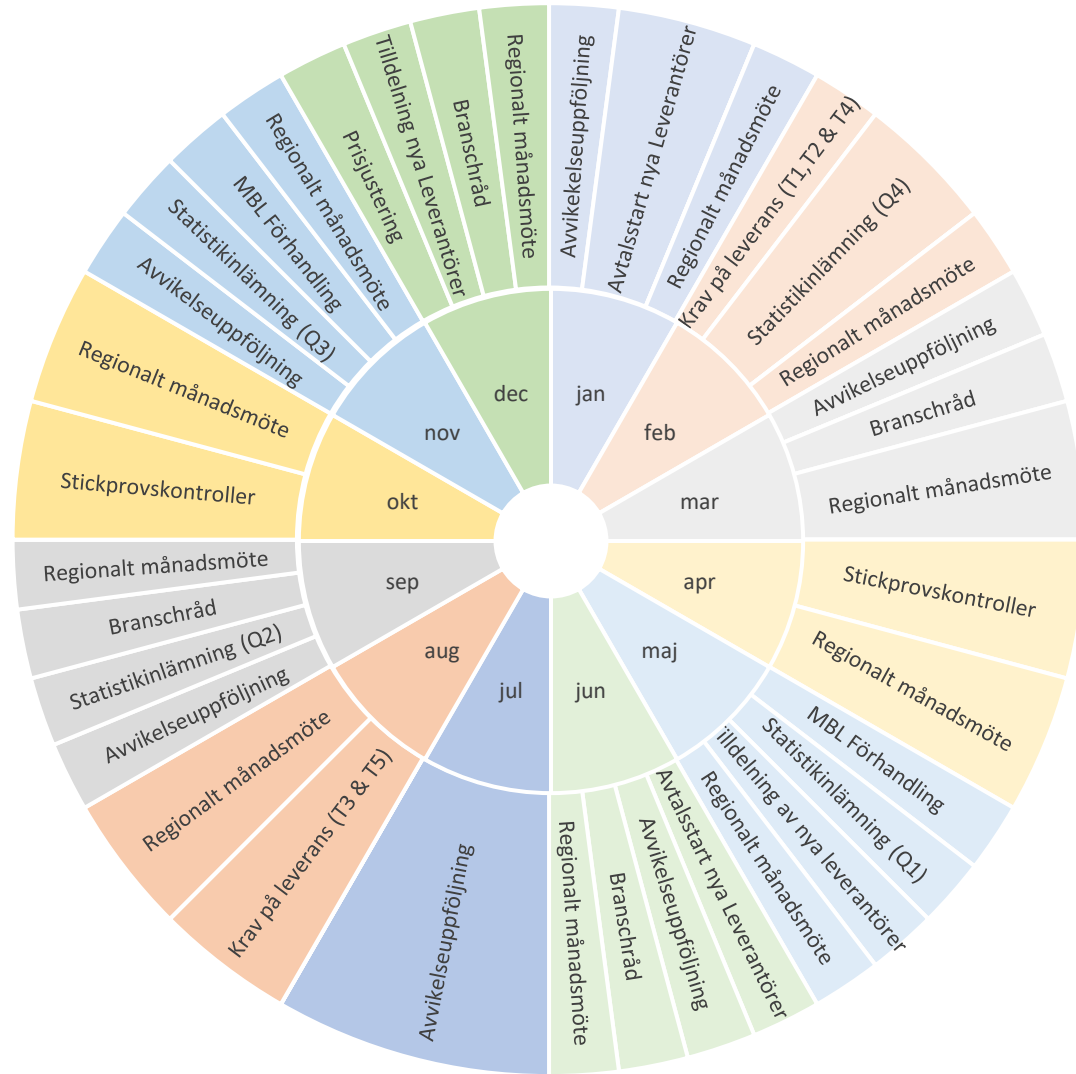 jan
Avvikelseuppföljning
Avtalsstart nya Leverantörer
Regionalt månadsmöte
feb
Krav på leverans (T1,T2 & T4)
Statistikinlämning (Q4)
Regionalt månadsmöte
mar
Avvikelseuppföljning
Branschråd
Regionalt månadsmöte
apr
Stickprovskontroller
Regionalt månadsmöte
maj
MBL Förhandling
Statistikinlämning (Q1)
illdelning av nya leverantörer
Regionalt månadsmöte
jun
Avtalsstart nya Leverantörer
Avvikelseuppföljning
Branschråd
Regionalt månadsmöte
jul
Avvikelseuppföljning
aug
Krav på leverans (T3 & T5)
Regionalt månadsmöte
sep
Avvikelseuppföljning
Statistikinlämning (Q2)
Branschråd
Regionalt månadsmöte
okt
Stickprovskontroller
Regionalt månadsmöte
nov
Avvikelseuppföljning
Statistikinlämning (Q3)
MBL Förhandling
Regionalt månadsmöte
dec
Prisjustering
Tilldelning nya Leverantörer
Branschråd
Regionalt månadsmöte